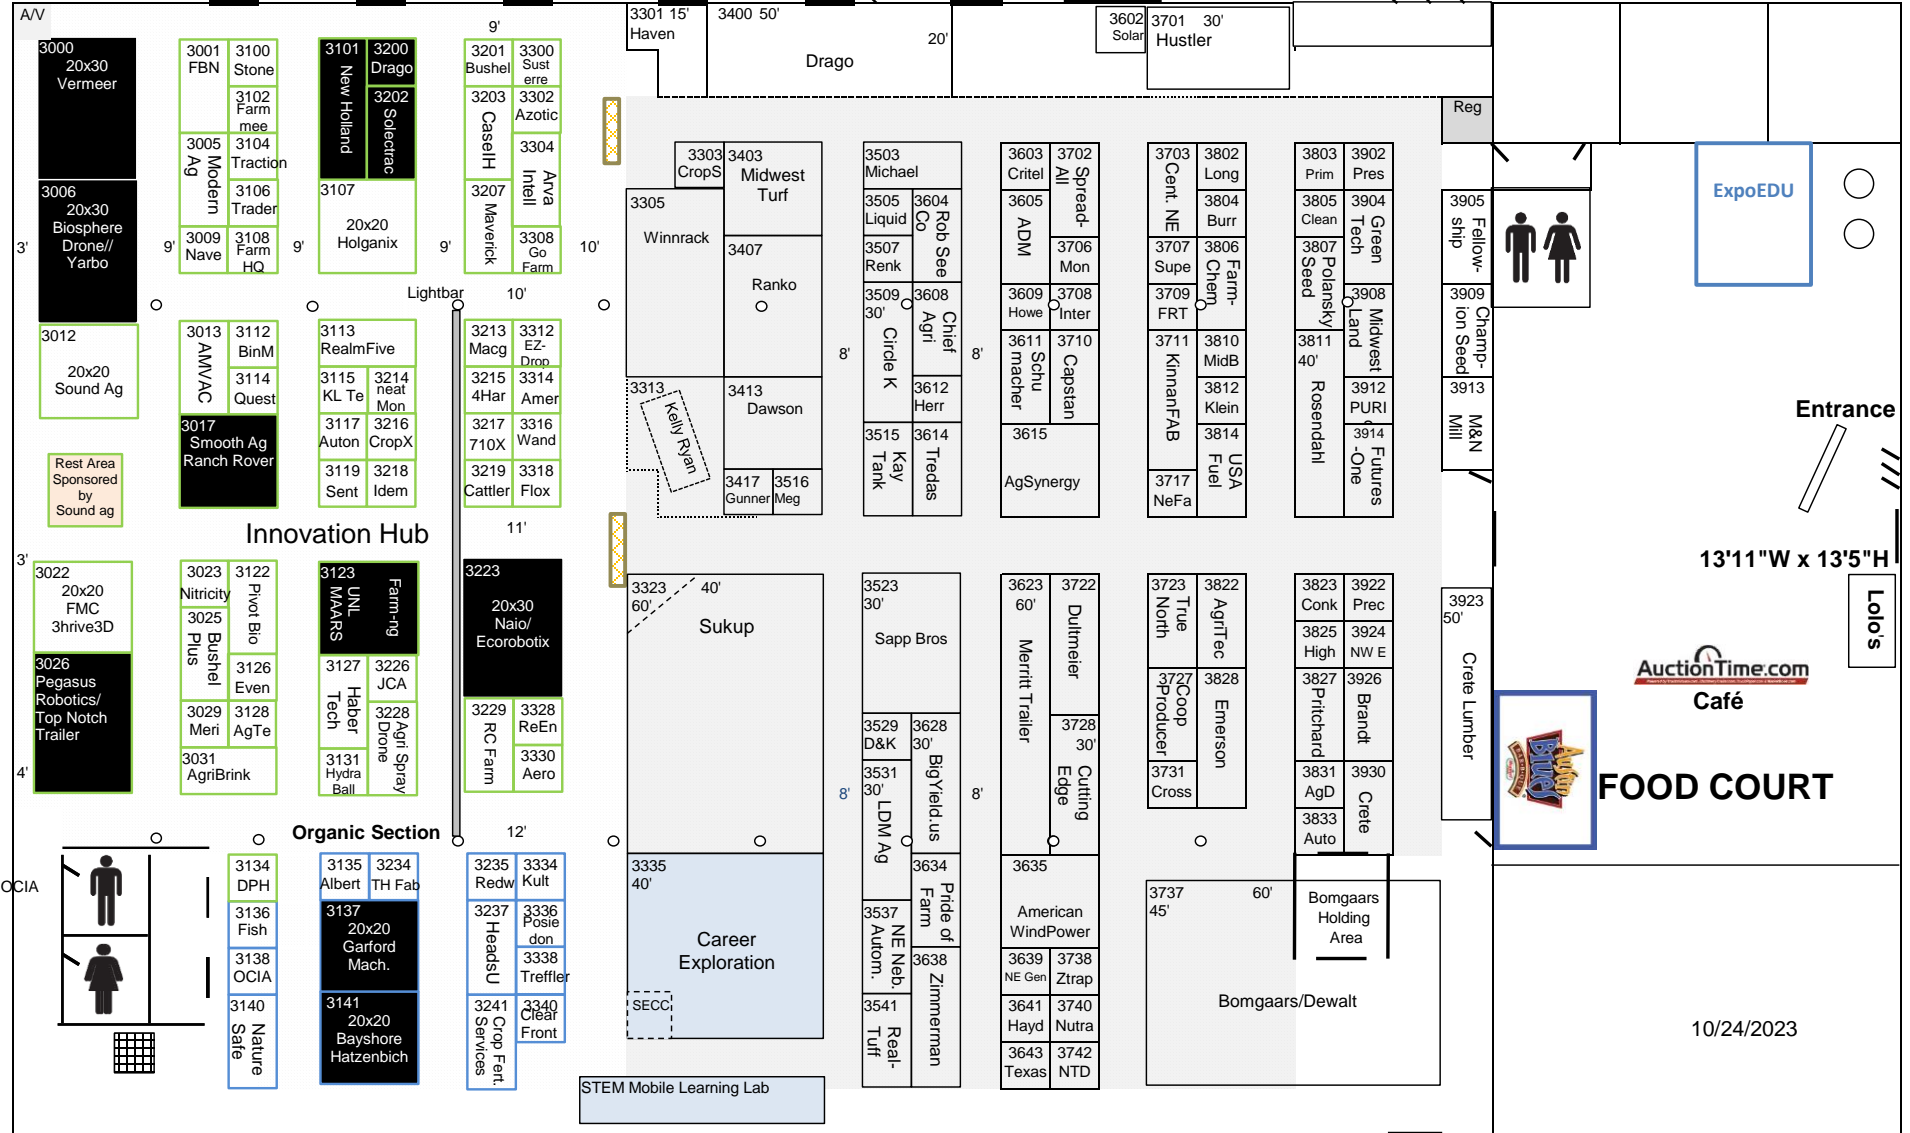 A/V
9'
3301 15'
Haven
3400 50'
20'
Drago
3602
Solar
3701 30'
Hustler
Reg
3000
20x30
Vermeer
3001
FBN
3100
Stone
3102
Farm
mee
3005
Modern
Ag
3104
Traction
3106
Trader
3009
Nave
3108
Farm
HQ
3101
New Holland
3200
Drago
3202
Solectrac
3107
20x20
Holganix
3201
Bushel
3300
Sust
erre
3203
CaseIH
3302
Azotic
3304
Arva
Intell
3207
Maverick
3308
Go
Farm
3006
20x30
Biosphere
Drone//
Yarbo
3'
9'
9'
9'
10'
Lightbar
10'
3012
20x20
Sound Ag
3013
AMVAC
3112
BinM
3114
Quest
3017
Smooth Ag
Ranch Rover
3113
RealmFive
3115
KL Te
3214
neat
Mon
3117
Auton
3216
CropX
3119
Sent
3218
Idem
3213
Macg
3312
EZ-
Drop
3215
4Har
3314
Amer
3217
710X
3316
Wand
3219
Cattler
3318
Flox
Rest Area
Sponsored
by
Sound ag
Innovation Hub
11'
3'
3022
20x20
FMC
3hrive3D
3026
Pegasus
Robotics/
Top Notch
Trailer
4'
3023
Nitricity
3122
Pivot Bio
3025
Bushel
Plus
3126
Even
3029
Meri
3128
AgTe
3031
AgriBrink
3123
UNL
MAARS
Farm-ng
3127
Haber
Tech
3226
JCA
3228
Agri Spray
Drone
3131
Hydra
Ball
3223
20x30
Naio/
Ecorobotix
3229
RC Farm
3328
ReEn
3330
Aero
Organic Section
12'
OCIA
3134
DPH
3136
Fish
3138
OCIA
3140
Nature
Safe
3135
Albert
3234
TH Fab
3137
20x20
Garford
Mach.
3141
20x20
Bayshore
Hatzenbich
3235
Redw
3334
Kult
3237
HeadsU
3336
Posie
don
3338
Treffler
3241
Crop Fert.
Services
3340
Clear
Front
3303
CropS
3403
Midwest
Turf
3305
Winnrack
3407
Ranko
3313
Kelly Ryan
3413
Dawson
3417
Gunner
3516
Meg
3323
60'
40'
Sukup
3335
40'
Career
Exploration
SECC
STEM Mobile Learning Lab
3503
Michael
3505
Liquid
3604
Rob See
Co
3507
Renk
3509
30'
Circle K
3608
Chief
Agri
3612
Herr
3515
Kay
Tank
3614
Tredas
8'
8'
3523
30'
Sapp Bros
3529
D&K
3628
30'
BigYield.us
3531
30'
LDM Ag
3634
Pride of
Farm
3537
NE Neb.
Autom.
3638
Zimmerman
3541
Real-
Tuff
8'
8'
3603
Critel
3702
Spread-
All
3605
ADM
3706
Mon
3609
Howe
3708
Inter
3611
Schu
macher
3710
Capstan
3615
AgSynergy
3623
60'
Merritt Trailer
3722
Dultmeier
3728
30'
Cutting
Edge
3635
American
WindPower
3639
NE Gen
3738
Ztrap
3641
Hayd
3740
Nutra
3643
Texas
3742
NTD
3703
Cent. NE
3802
Long
3804
Burr
3707
Supe
3806
Farm-
Chem
3709
FRT
3711
KinnanFAB
3810
MidB
3812
Klein
3814
USA
Fuel
3717
NeFa
3723
True
North
3822
AgriTec
3727
Coop
Producer
3828
Emerson
3731
Cross
3737
45'
60'
Bomgaars/Dewalt
Bomgaars
Holding
Area
3803
Prim
3902
Pres
3805
Clean
3904
Green
Tech
3807
Polansky
Seed
3908
Midwest
Land
3811
40'
Rosendahl
3912
PURI
3914
Futures
-One
3823
Conk
3922
Prec
3825
High
3924
NW E
3827
Pritchard
3926
Brandt
3831
AgD
3930
Crete
3833
Auto
3905
Fellow-
ship
3909
Champ-
ion Seed
3913
M&N
Mill
3923
50'
Crete Lumber
ExpoEDU
Entrance
13'11"W x 13'5"H
Lolo's
AuctionTime.com
Café
Austin
Blues
FOOD COURT
10/24/2023